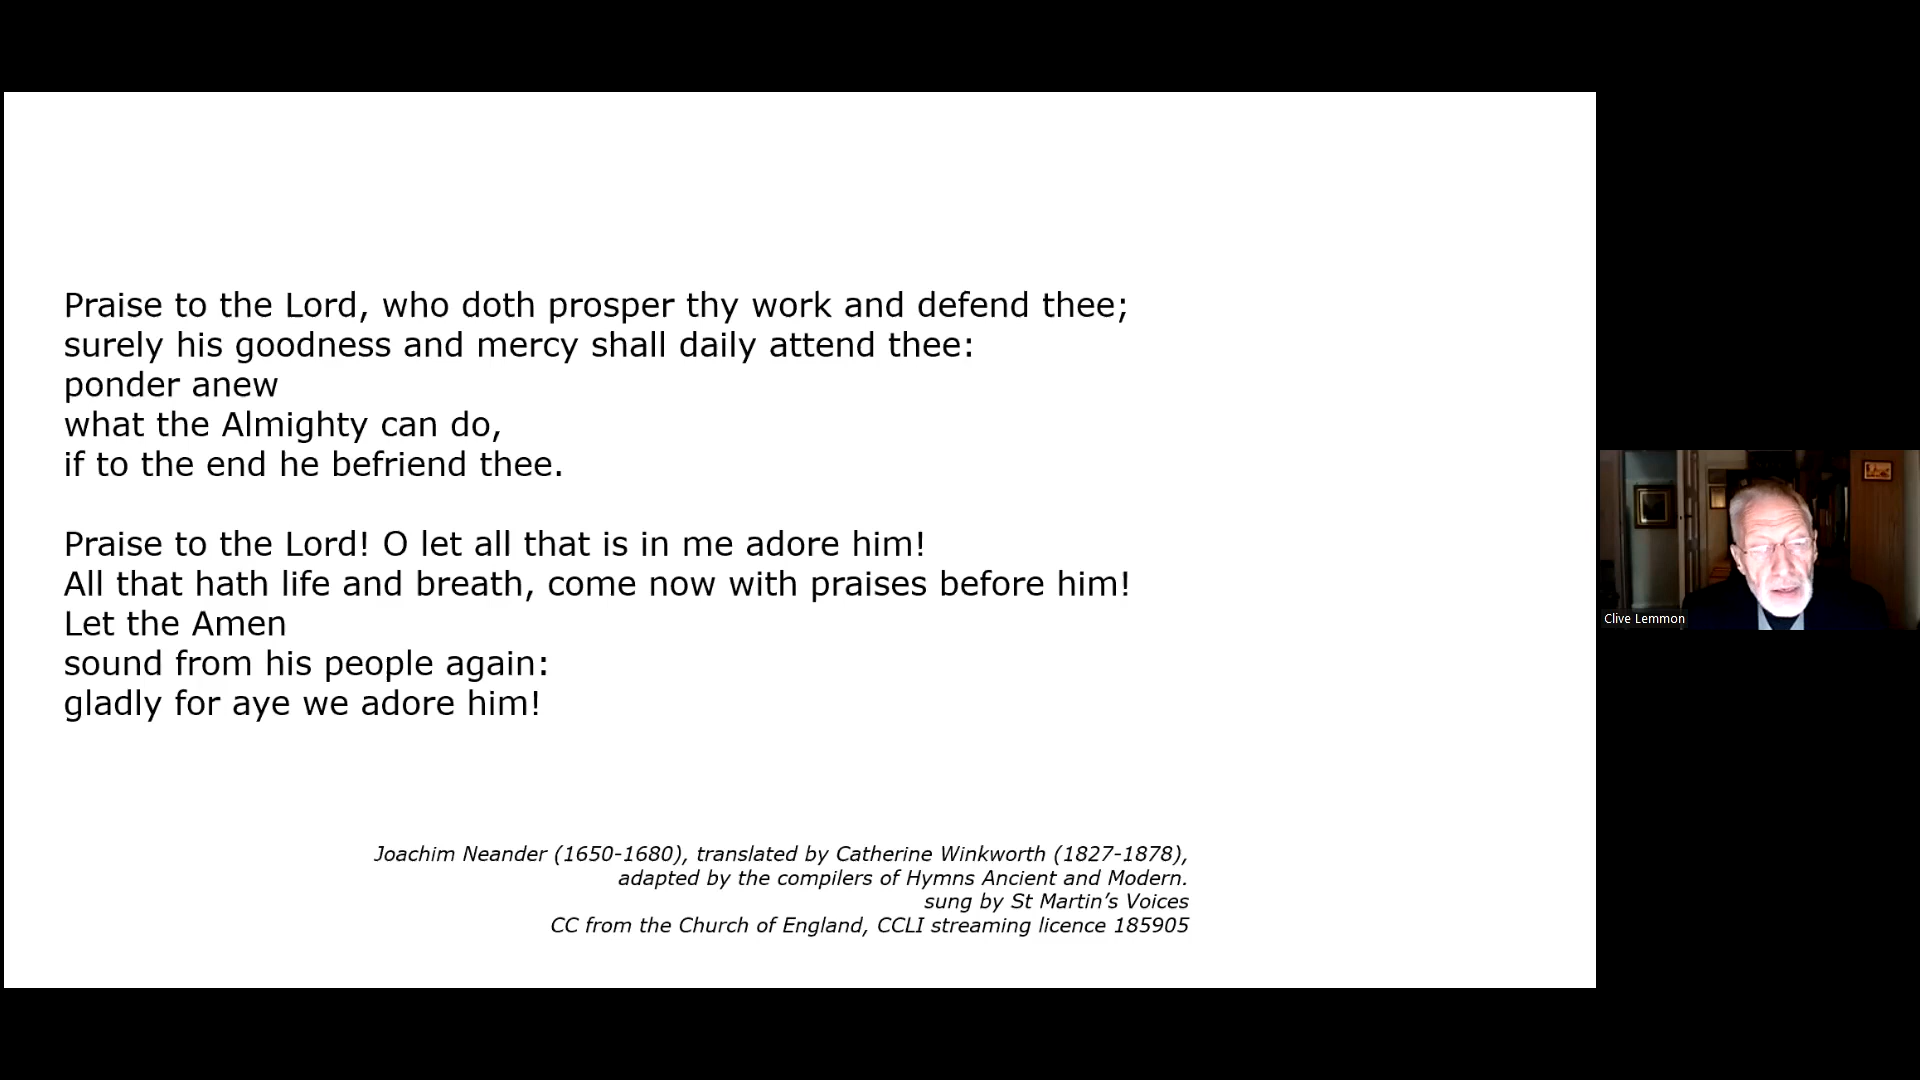 Praise to the Lord, who doth prosper thy work and defend thee;
surely his goodness and mercy shall daily attend thee:
ponder anew
what the Almighty can do,
if to the end he befriend thee.
Praise to the Lord! O let all that is in me adore him!
All that hath life and breath, come now with praises before him!
Let the Amen
sound from his people again:
gladly for aye we adore him!
Joachim Neander (1650-1680), translated by Catherine Winkworth (1827-1878),
adapted by the compilers of Hymns Ancient and Modern.
sung by St Martin’s Voices
CC from the Church of England, CCLI streaming licence 185905
Clive Lemmon